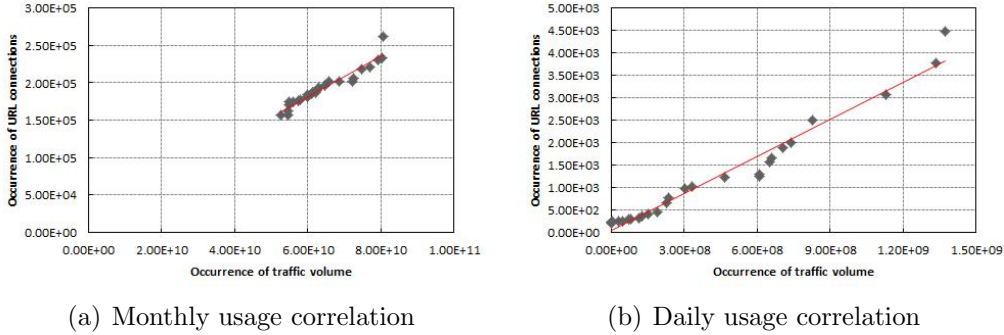 3.00E+05
2.50E+05
2.00E+05
1.50E+05
1.00E+05
5.00E+04
0.00E+00
Occurrence of URL connections
0.00E+00 2.00E+10 4.00E+10 6.00E+10 8.00E+10 1.00E+11
Occurrence of traffic volume
(a) Monthly usage correlation
5.00E+03
4.50E+03
4.00E+03
3.50E+03
3.00E+03
2.50E+03
2.00E+03
1.50E+03
1.00E+03
5.00E+02
0.00E+00
Occurrence of URL connections
0.00E+00 3.00E+08 6.00E+08 9.00E+08 1.20E+09 1.50E+09
Occurrence of traffic volume
(b) Daily usage correlation